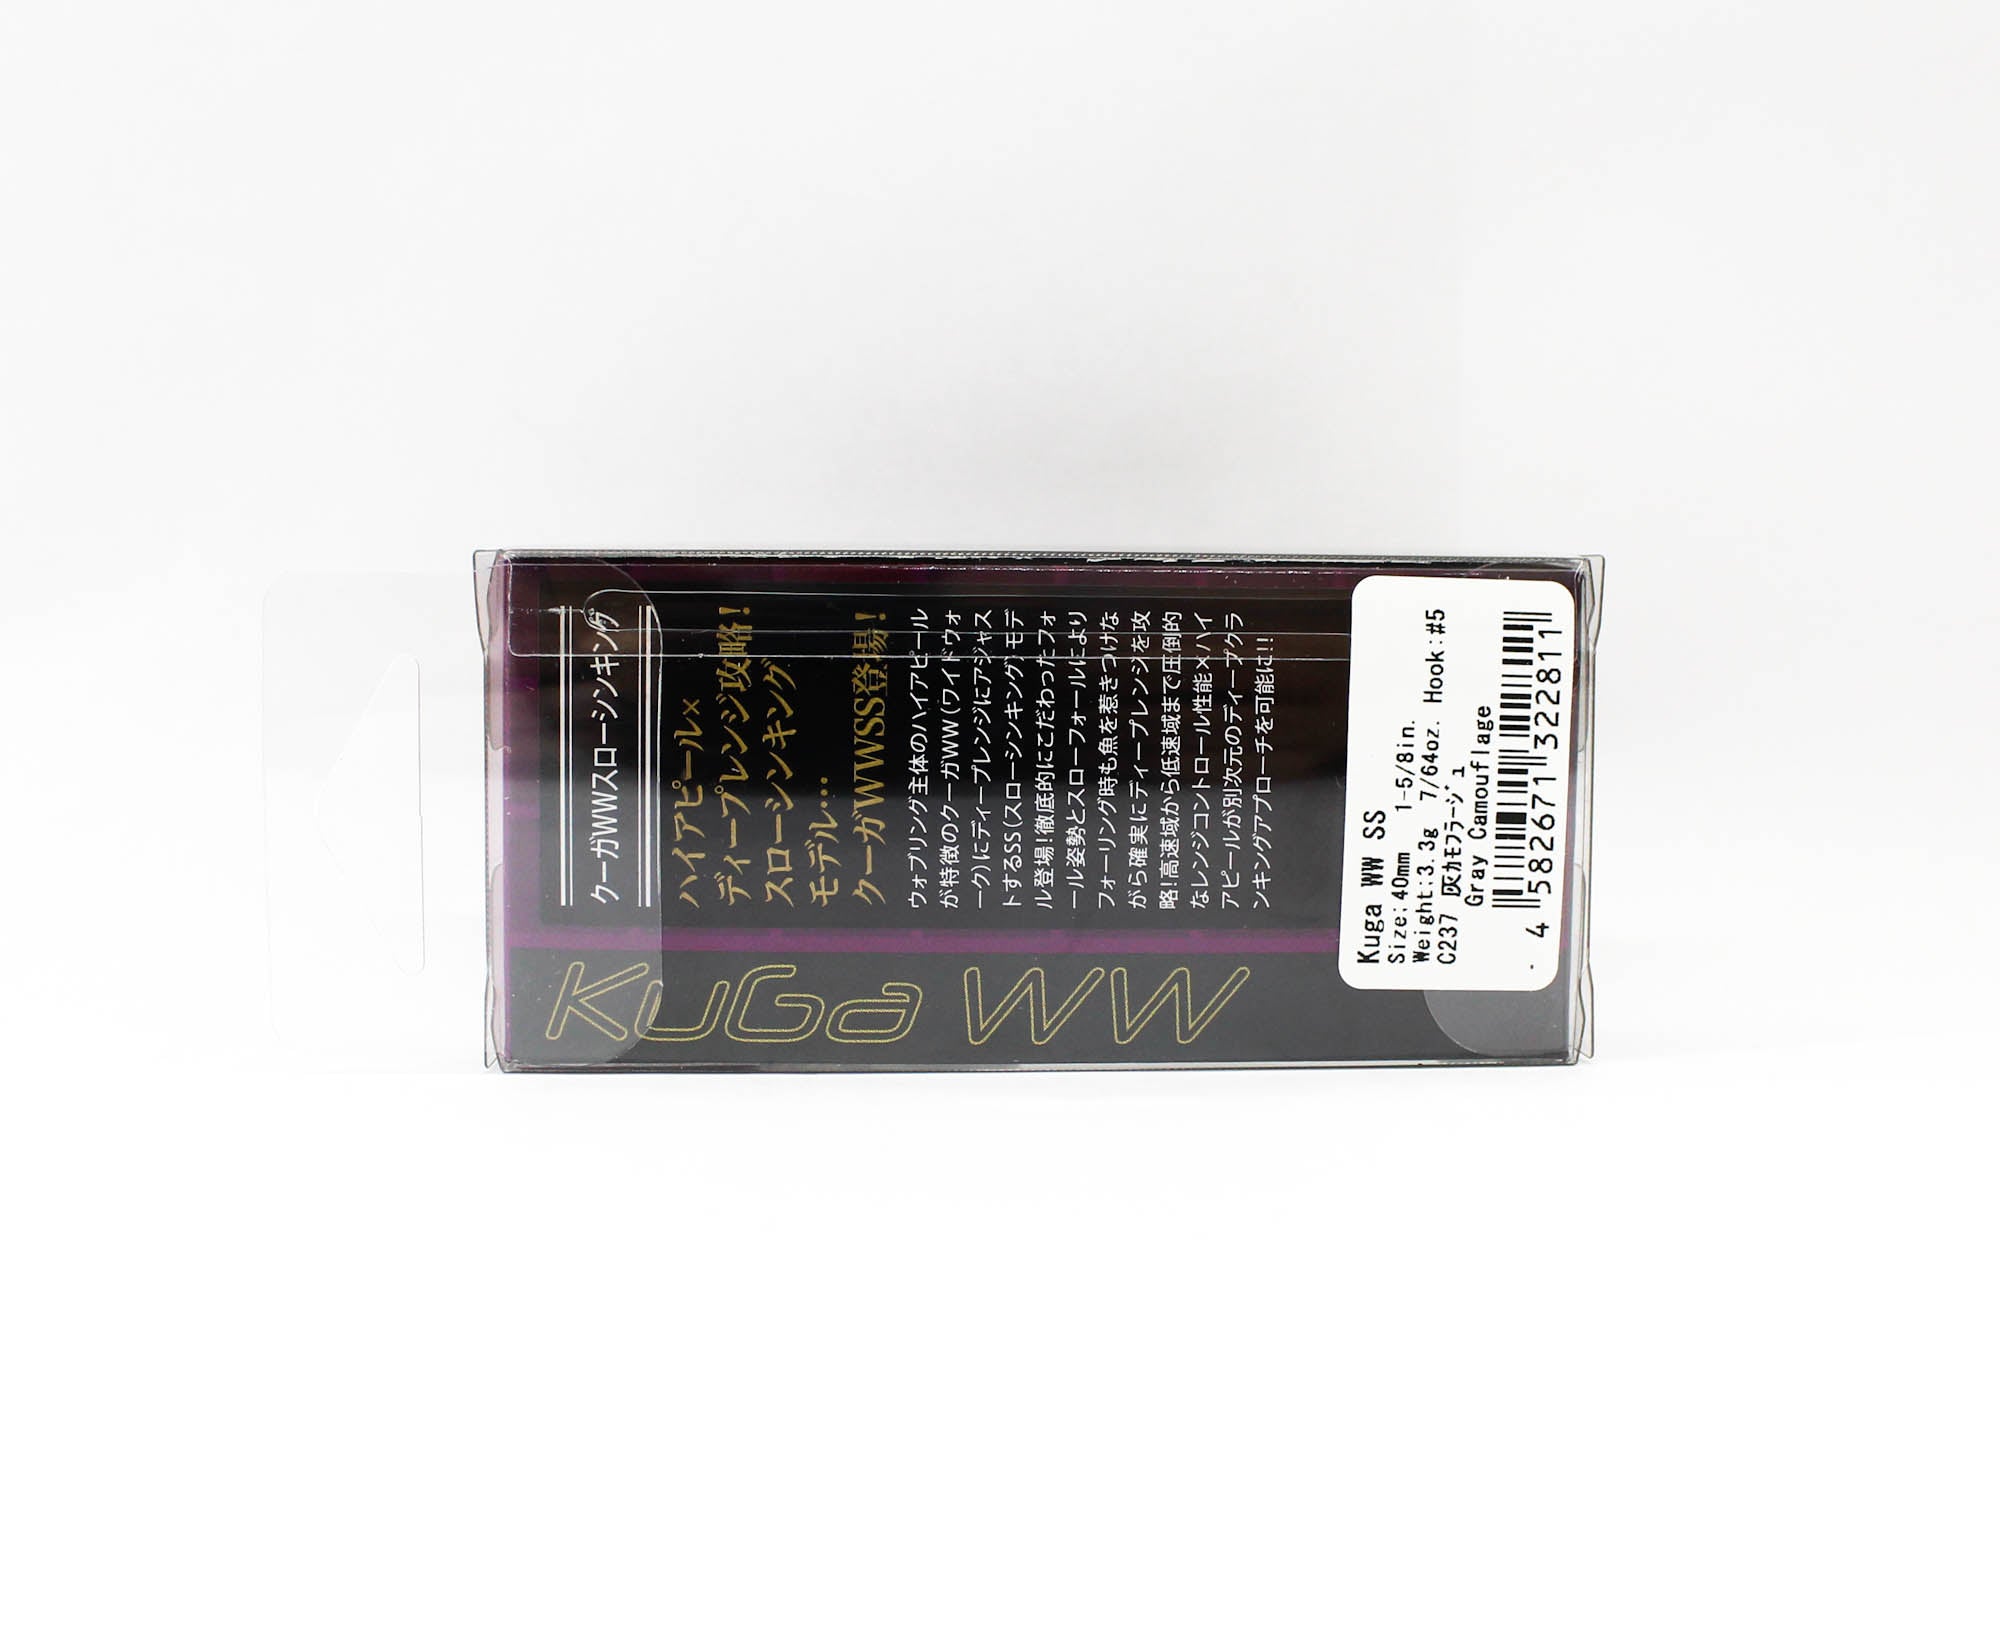 クーガWWスローシンキング
ハイアピール×
ディープレンジ攻略！
スローシンキング
モデル…
クーガWWSS登場！
ウォブリング主体のハイアピール
が特徴のクーガWW（ワイドウォ
ーク）にディープレンジにアジャス
トするSS（スローシンキング）モデ
ル登場！徹底的にこだわったフォ
ール姿勢とスローフォールにより
フォーリング時も魚を惹きつけな
がら確実にディープレンジを攻
略！高速域から低速域まで圧倒的
なレンジコントロール性能×ハイ
アピールが別次元のディープクラ
ンキングアプローチを可能に!!
KuGa WW
Kuga WW SS
Size:40mm 1-5/8in.
Weight:3.3g 7/64oz. Hook:#5
C237 灰ｶﾓﾌﾗｰｼﾞｭ
Gray Camouflage
4 582671 322811